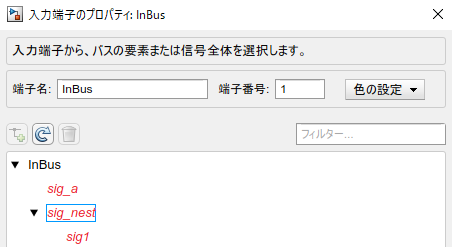 入力端子のプロパティ: InBus
入力端子から、バスの要素または信号全体を選択します。
端子名: InBus 端子番号: 1 色の設定
フィルター...
InBus
sig_a
sig_nest
sig1